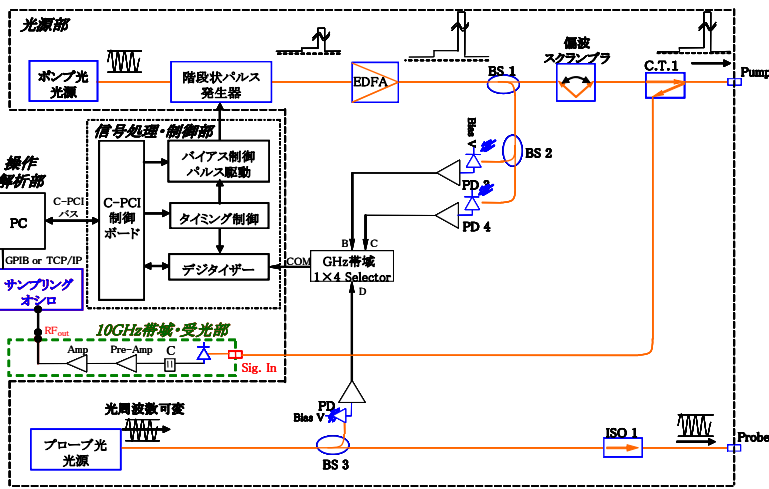 光源部
ポンプ光
光源
階段状パルス
発生器
EDFA
BS 1
偏波
スクランブラ
C.T.1
Pump
信号処理・制御部
Bias V
BS 2
操作
解析部
C-PCI
バス
PC
C-PCI
制御
ボード
バイアス制御
パルス駆動
タイミング制御
デジタイザー
PD 3
PD 4
B
C
COM
GHz帯域
1×4 Selector
D
GPIB or TCP/IP
サンプリング
オシロ
RFout
10GHz帯域・受光部
Amp
Pre-Amp
C
Sig. In
光周波数可変
PD
Bias V
プローブ光
光源
BS 3
ISO 1
Probe